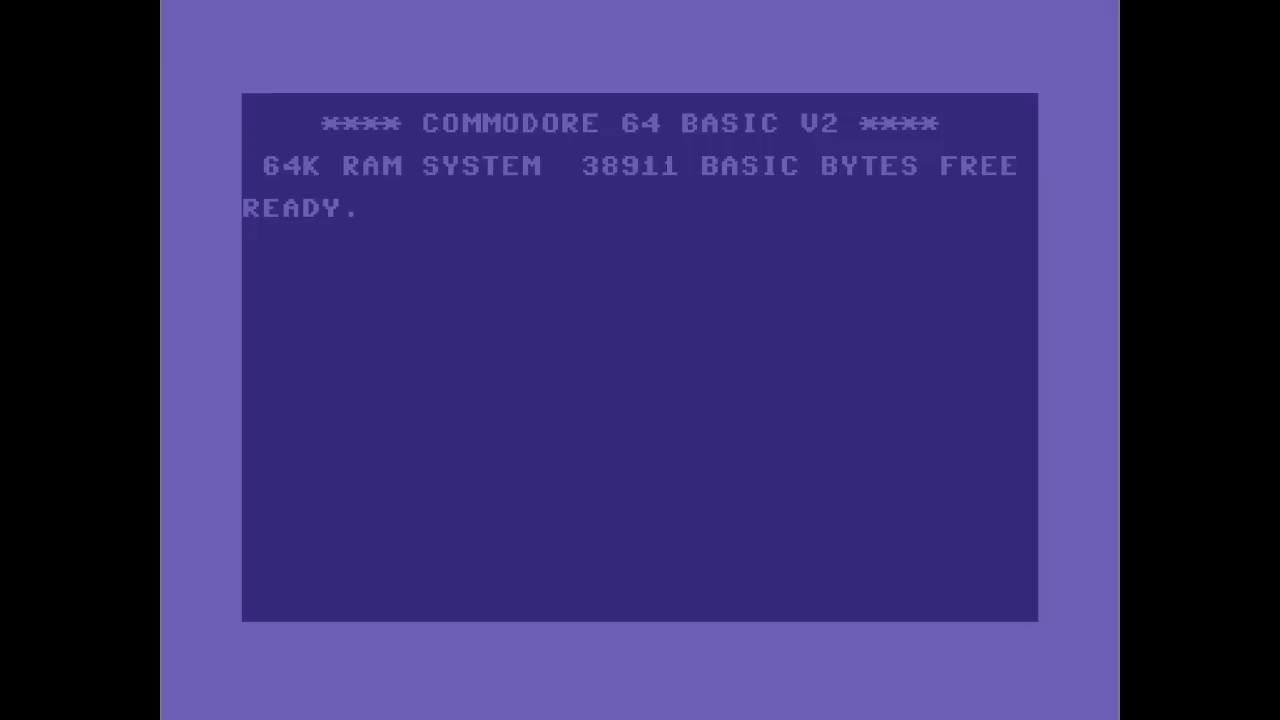 **** COMMODORE 64 BASIC V2 ****
64K RAM SYSTEM  38911 BASIC BYTES FREE
READY.